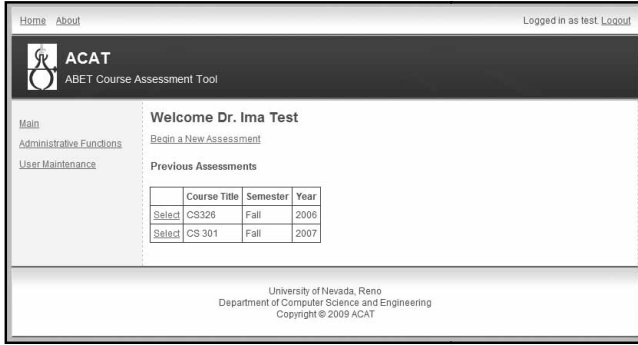 Home About Logged in as test. Logout
ACAT
ABET Course Assessment Tool
Main
Administrative Functions
User Maintenance
Welcome Dr. Ima Test
Begin a New Assessment
Previous Assessments
Course Title Semester Year
Select CS326 Fall 2006
Select CS 301 Fall 2007
University of Nevada, Reno
Department of Computer Science and Engineering
Copyright © 2009 ACAT